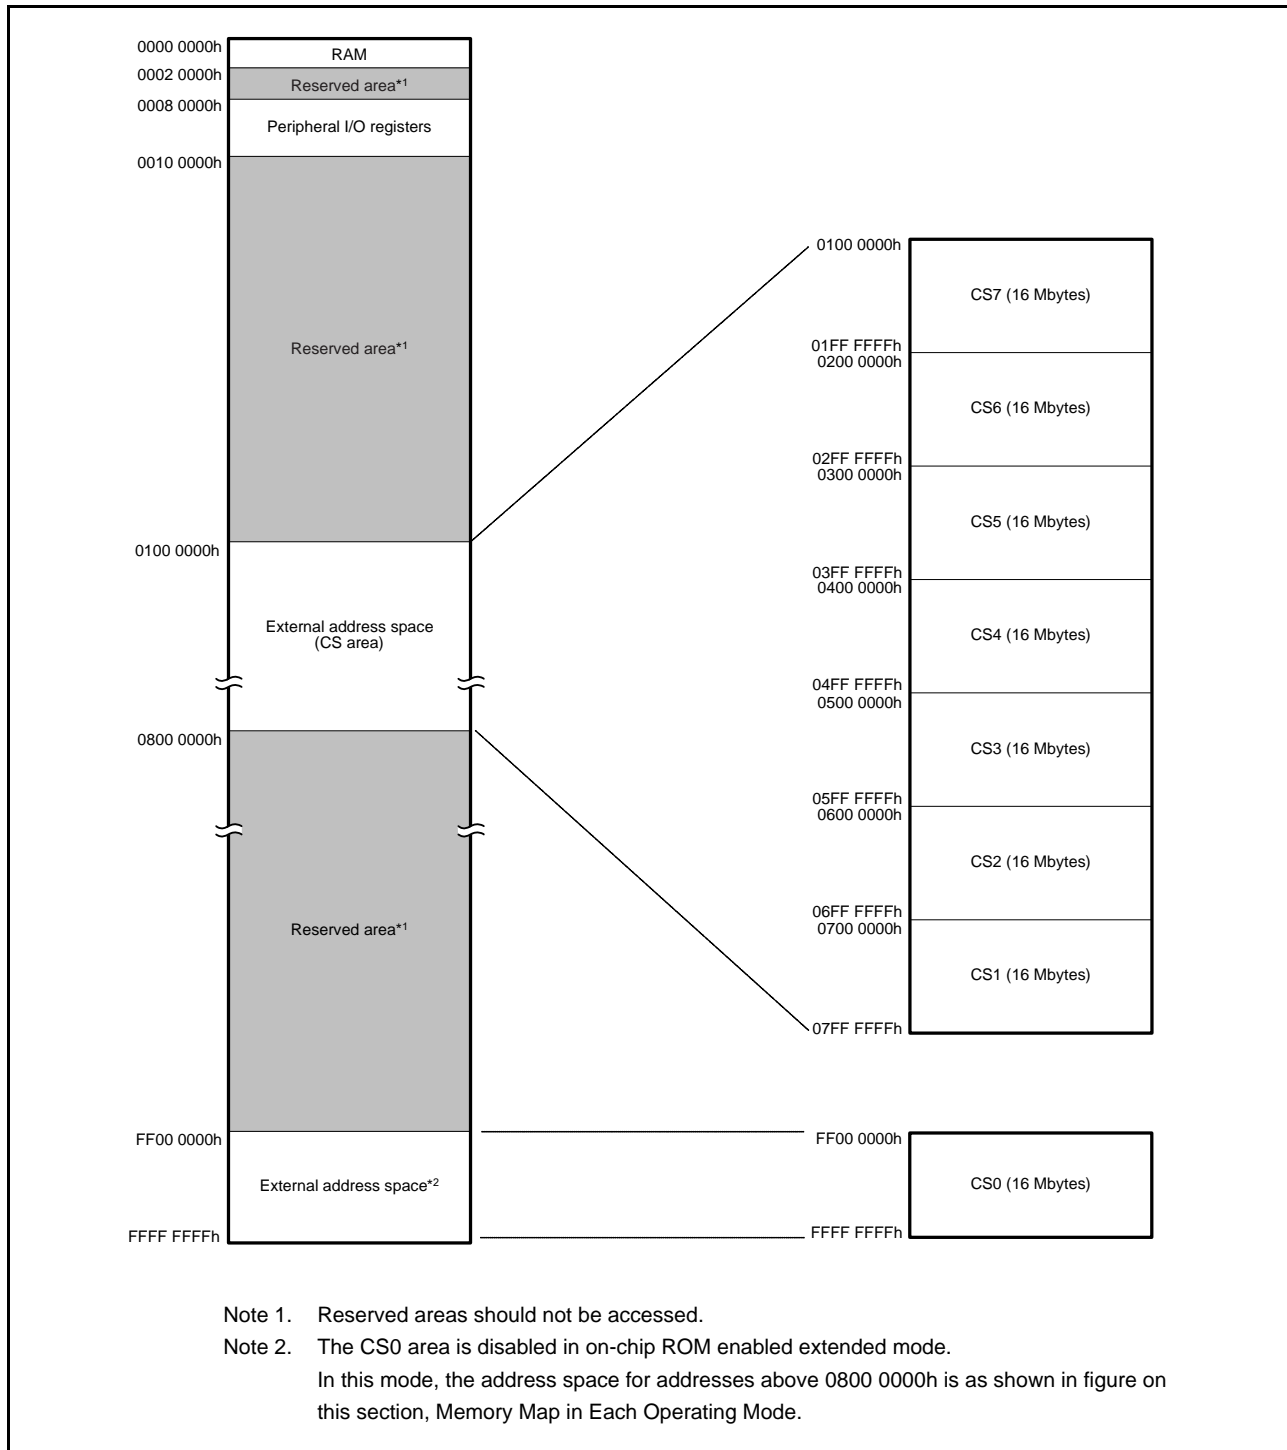 0000 0000h
RAM
0002 0000h
Reserved area*1
0008 0000h
Peripheral I/O registers
0010 0000h
Reserved area*1
0100 0000h
External address space
(CS area)
0800 0000h
Reserved area*1
FF00 0000h
External address space*2
FFFF FFFFh
0100 0000h
CS7 (16 Mbytes)
01FF FFFFh
0200 0000h
CS6 (16 Mbytes)
02FF FFFFh
0300 0000h
CS5 (16 Mbytes)
03FF FFFFh
0400 0000h
CS4 (16 Mbytes)
04FF FFFFh
0500 0000h
CS3 (16 Mbytes)
05FF FFFFh
0600 0000h
CS2 (16 Mbytes)
06FF FFFFh
0700 0000h
CS1 (16 Mbytes)
07FF FFFFh
FF00 0000h
CS0 (16 Mbytes)
FFFF FFFFh
Note 1. Reserved areas should not be accessed.
Note 2. The CS0 area is disabled in on-chip ROM enabled extended mode.
In this mode, the address space for addresses above 0800 0000h is as shown in figure on
this section, Memory Map in Each Operating Mode.